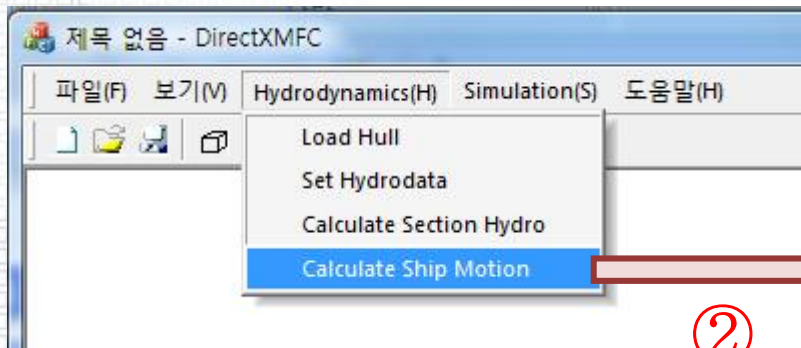 제목 없음 - DirectXMFC
파일(F) 보기(V) Hydrodynamics(H) Simulation(S) 도움말(H)
Load Hull
Set Hydrodata
Calculate Section Hydro
Calculate Ship Motion
②